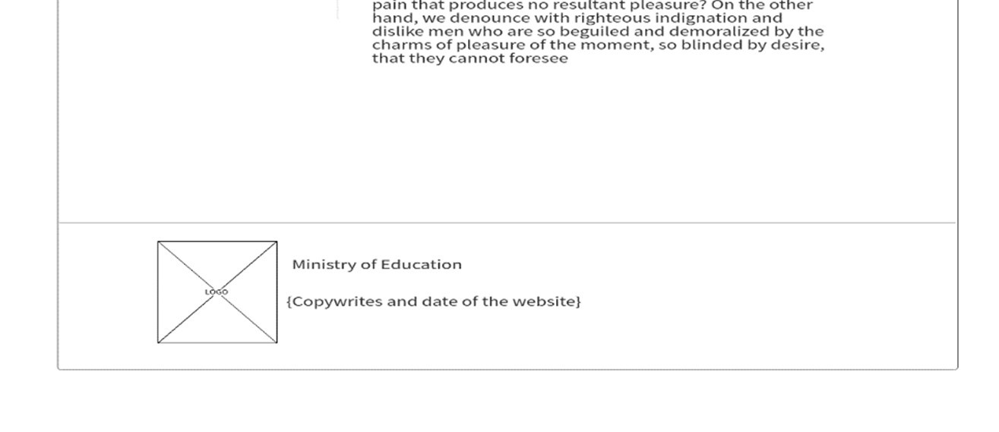 pain that produces no resultant pleasure? On the other
hand, we denounce with righteous indignation and
dislike men who are so beguiled and demoralized by the
charms of pleasure of the moment, so blinded by desire,
that they cannot foresee
Ministry of Education
LOGO
{Copywrites and date of the website}